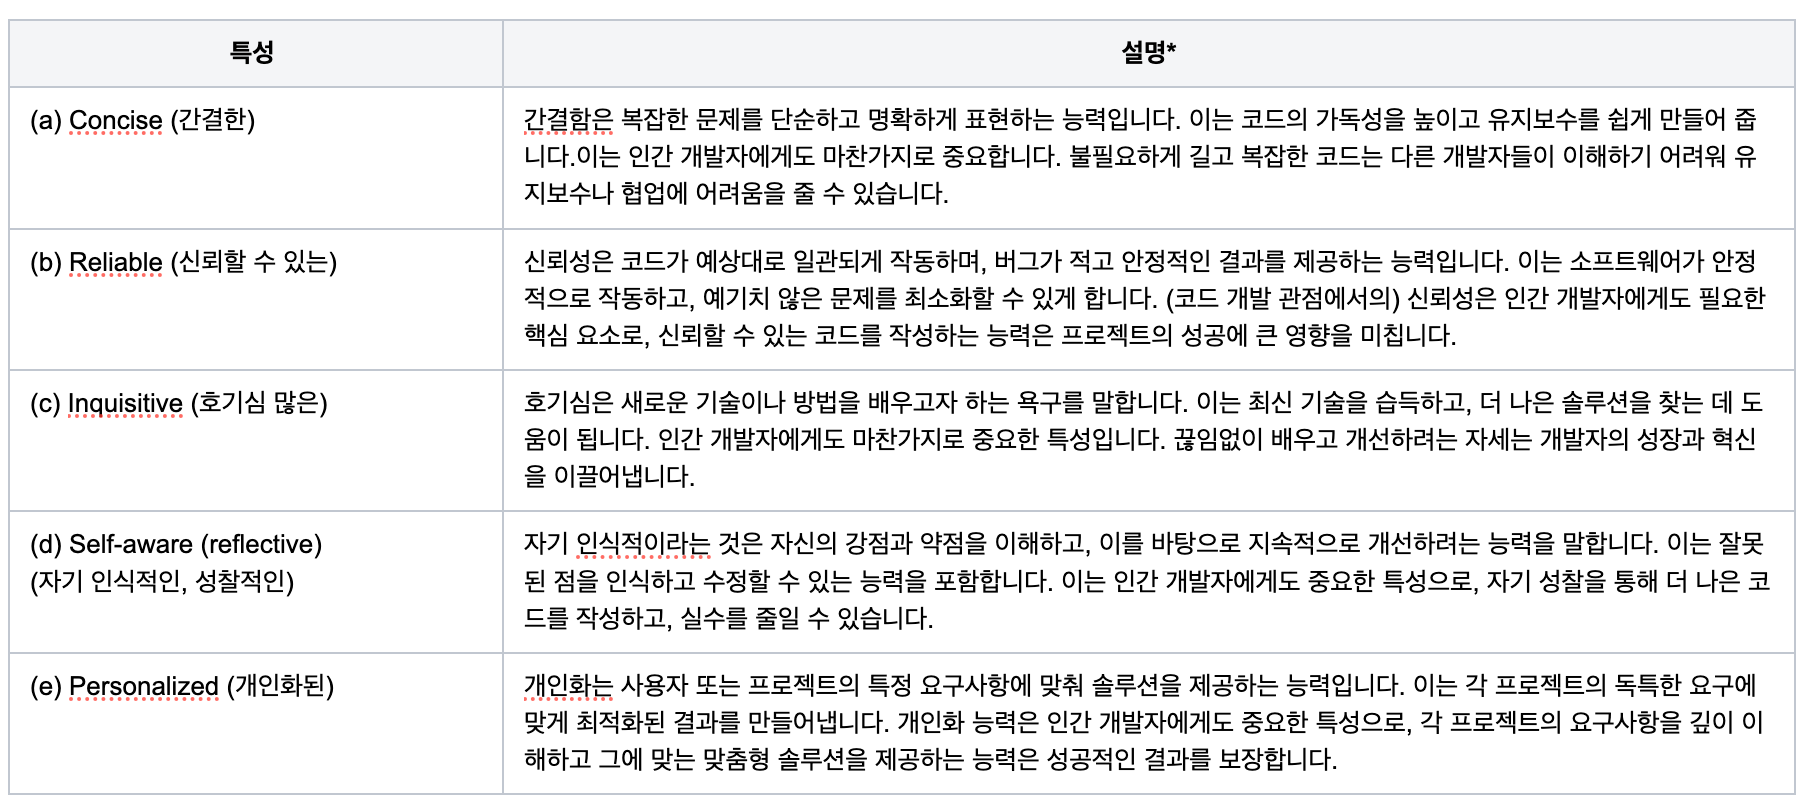 특성
설명*
(a) Concise (간결한)
간결함은 복잡한 문제를 단순하고 명확하게 표현하는 능력입니다. 이는 코드의 가독성을 높이고 유지보수를 쉽게 만들어 줍
니다.이는 인간 개발자에게도 마찬가지로 중요합니다. 불필요하게 길고 복잡한 코드는 다른 개발자들이 이해하기 어려워 유
지보수나 협업에 어려움을 줄 수 있습니다.
(b) Reliable (신뢰할 수 있는)
신뢰성은 코드가 예상대로 일관되게 작동하며, 버그가 적고 안정적인 결과를 제공하는 능력입니다. 이는 소프트웨어가 안정
적으로 작동하고, 예기치 않은 문제를 최소화할 수 있게 합니다. (코드 개발 관점에서의) 신뢰성은 인간 개발자에게도 필요한
핵심 요소로, 신뢰할 수 있는 코드를 작성하는 능력은 프로젝트의 성공에 큰 영향을 미칩니다.
(c) Inquisitive (호기심 많은)
호기심은 새로운 기술이나 방법을 배우고자 하는 욕구를 말합니다. 이는 최신 기술을 습득하고, 더 나은 솔루션을 찾는 데 도
움이 됩니다. 인간 개발자에게도 마찬가지로 중요한 특성입니다. 끊임없이 배우고 개선하려는 자세는 개발자의 성장과 혁신
을 이끌어냅니다.
(d) Self-aware (reflective)
(자기 인식적인, 성찰적인)
자기 인식적이라는 것은 자신의 강점과 약점을 이해하고, 이를 바탕으로 지속적으로 개선하려는 능력을 말합니다. 이는 잘못
된 점을 인식하고 수정할 수 있는 능력을 포함합니다. 이는 인간 개발자에게도 중요한 특성으로, 자기 성찰을 통해 더 나은 코
드를 작성하고, 실수를 줄일 수 있습니다.
(e) Personalized (개인화된)
개인화는 사용자 또는 프로젝트의 특정 요구사항에 맞춰 솔루션을 제공하는 능력입니다. 이는 각 프로젝트의 독특한 요구에
맞게 최적화된 결과를 만들어냅니다. 개인화 능력은 인간 개발자에게도 중요한 특성으로, 각 프로젝트의 요구사항을 깊이 이
해하고 그에 맞는 맞춤형 솔루션을 제공하는 능력은 성공적인 결과를 보장합니다.